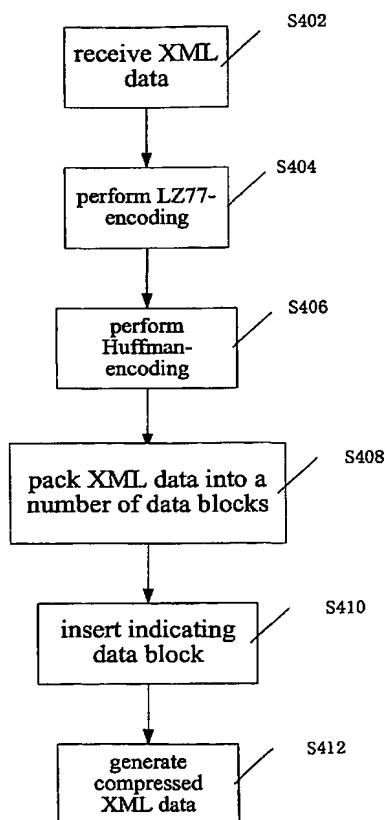 S402
receive XML
data
S404
perform LZ77-
encoding
S406
perform
Huffman-
encoding
S408
pack XML data into a
number of data blocks
S410
insert indicating
data block
S412
generate
compressed
XML data